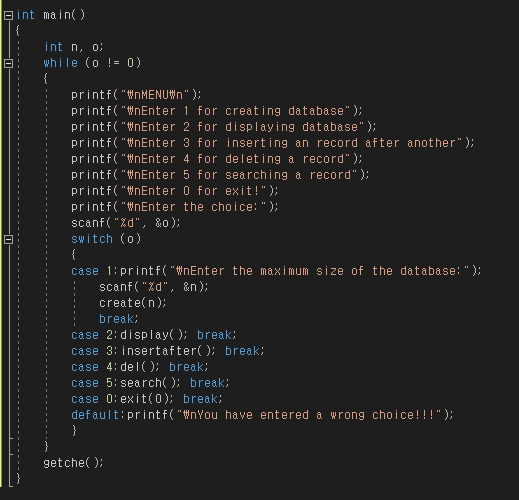 int main()
{
int n, o;
while (o != 0)
{
printf("₩nMENU₩n");
printf("₩nEnter 1 for creating database");
printf("₩nEnter 2 for displaying database");
printf("₩nEnter 3 for inserting an record after another");
printf("₩nEnter 4 for deleting a record");
printf("₩nEnter 5 for searching a record");
printf("₩nEnter 0 for exit!");
printf("₩nEnter the choice:");
scanf("%d", &o);
switch (o)
{
case 1:printf("₩nEnter the maximum size of the database:");
scanf("%d", &n);
create(n);
break;
case 2:display(); break;
case 3:insertafter(); break;
case 4:del(); break;
case 5:search(); break;
case 0:exit(0); break;
default:printf("₩nYou have entered a wrong choice!!!");
}
}
getche();
}